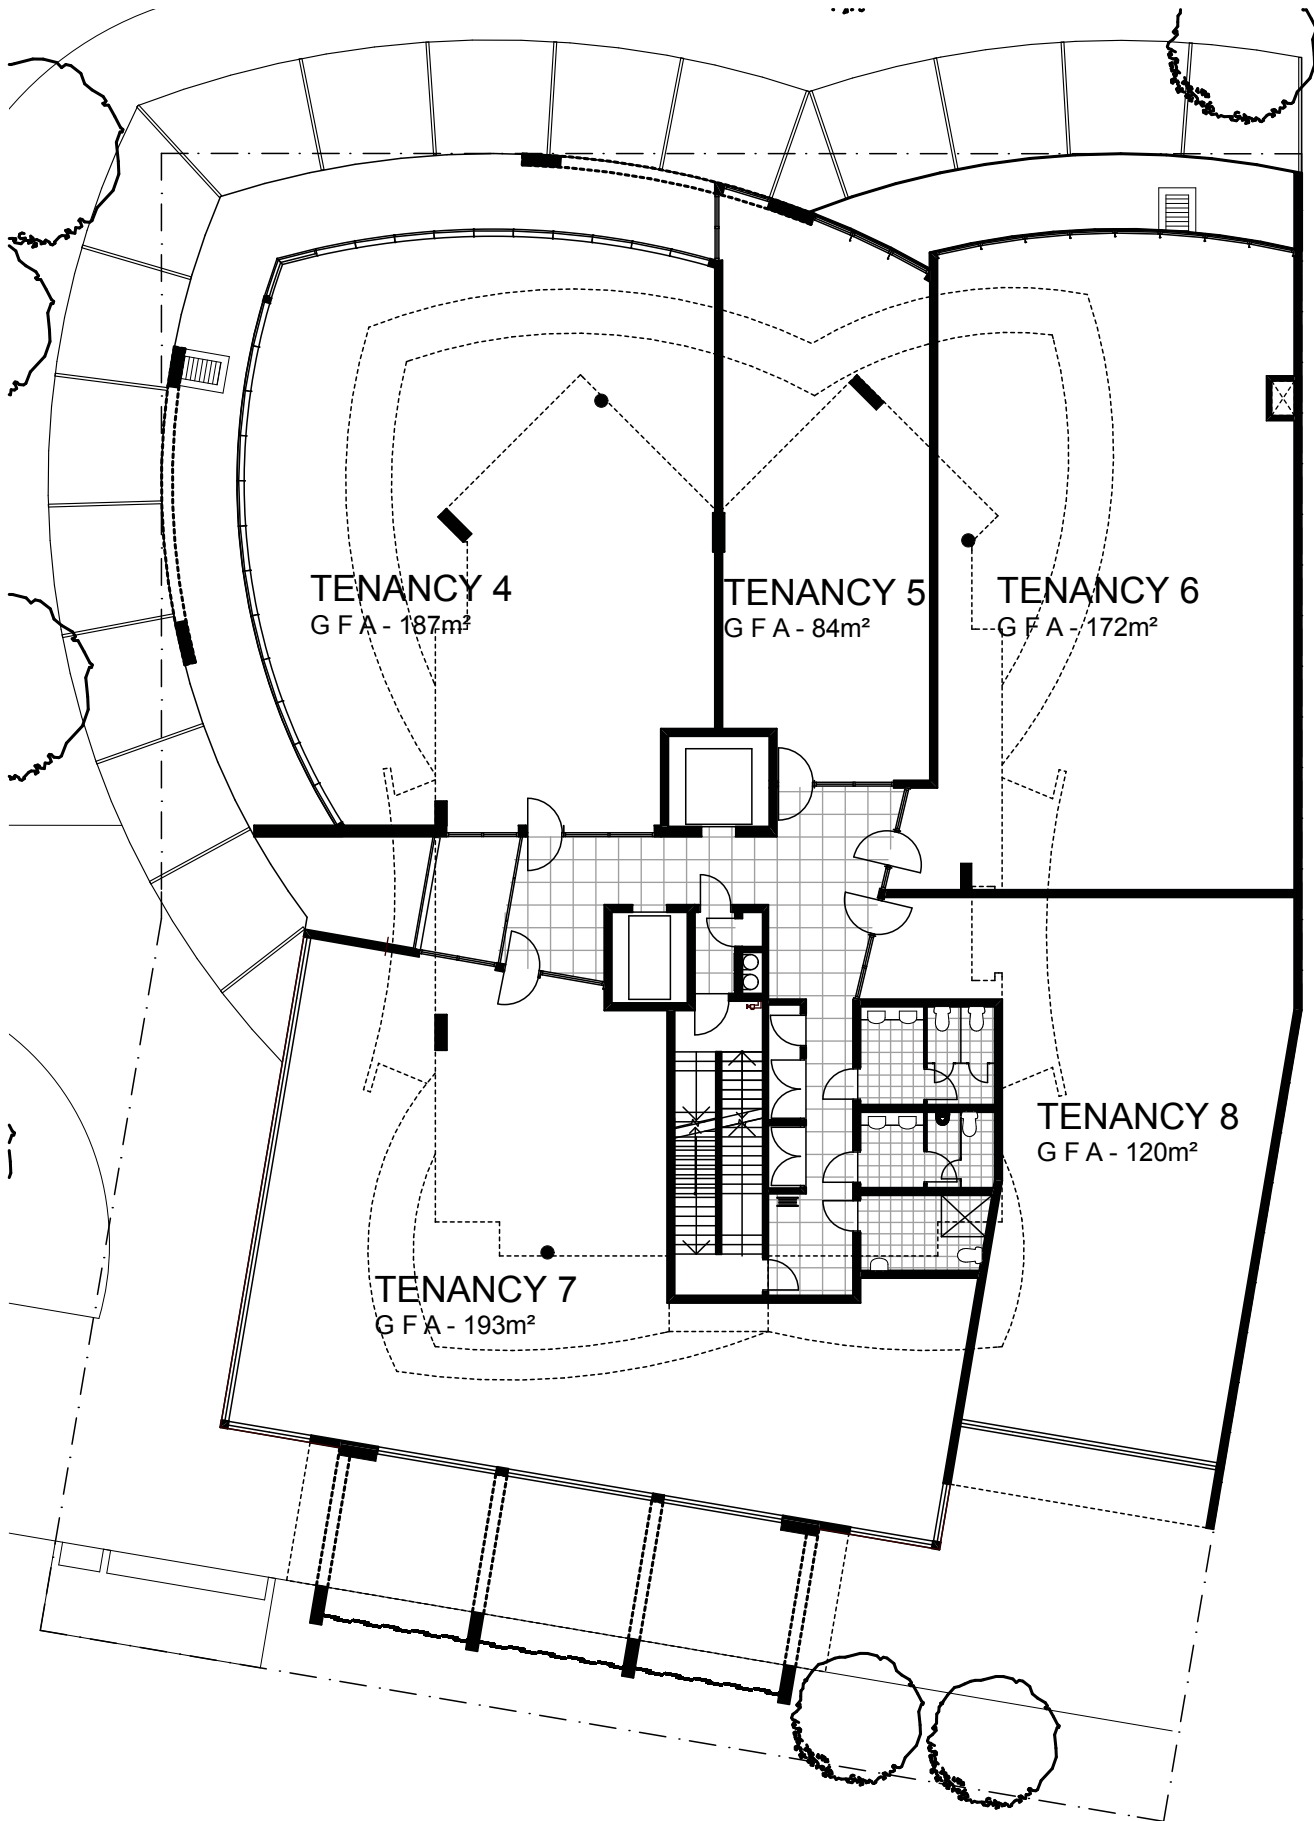 TENANCY 4
G F A - 187m²
TENANCY 5
G F A - 84m²
TENANCY 6
G F A - 172m²
TENANCY 8
G F A - 120m²
TENANCY 7
G F A - 193m²